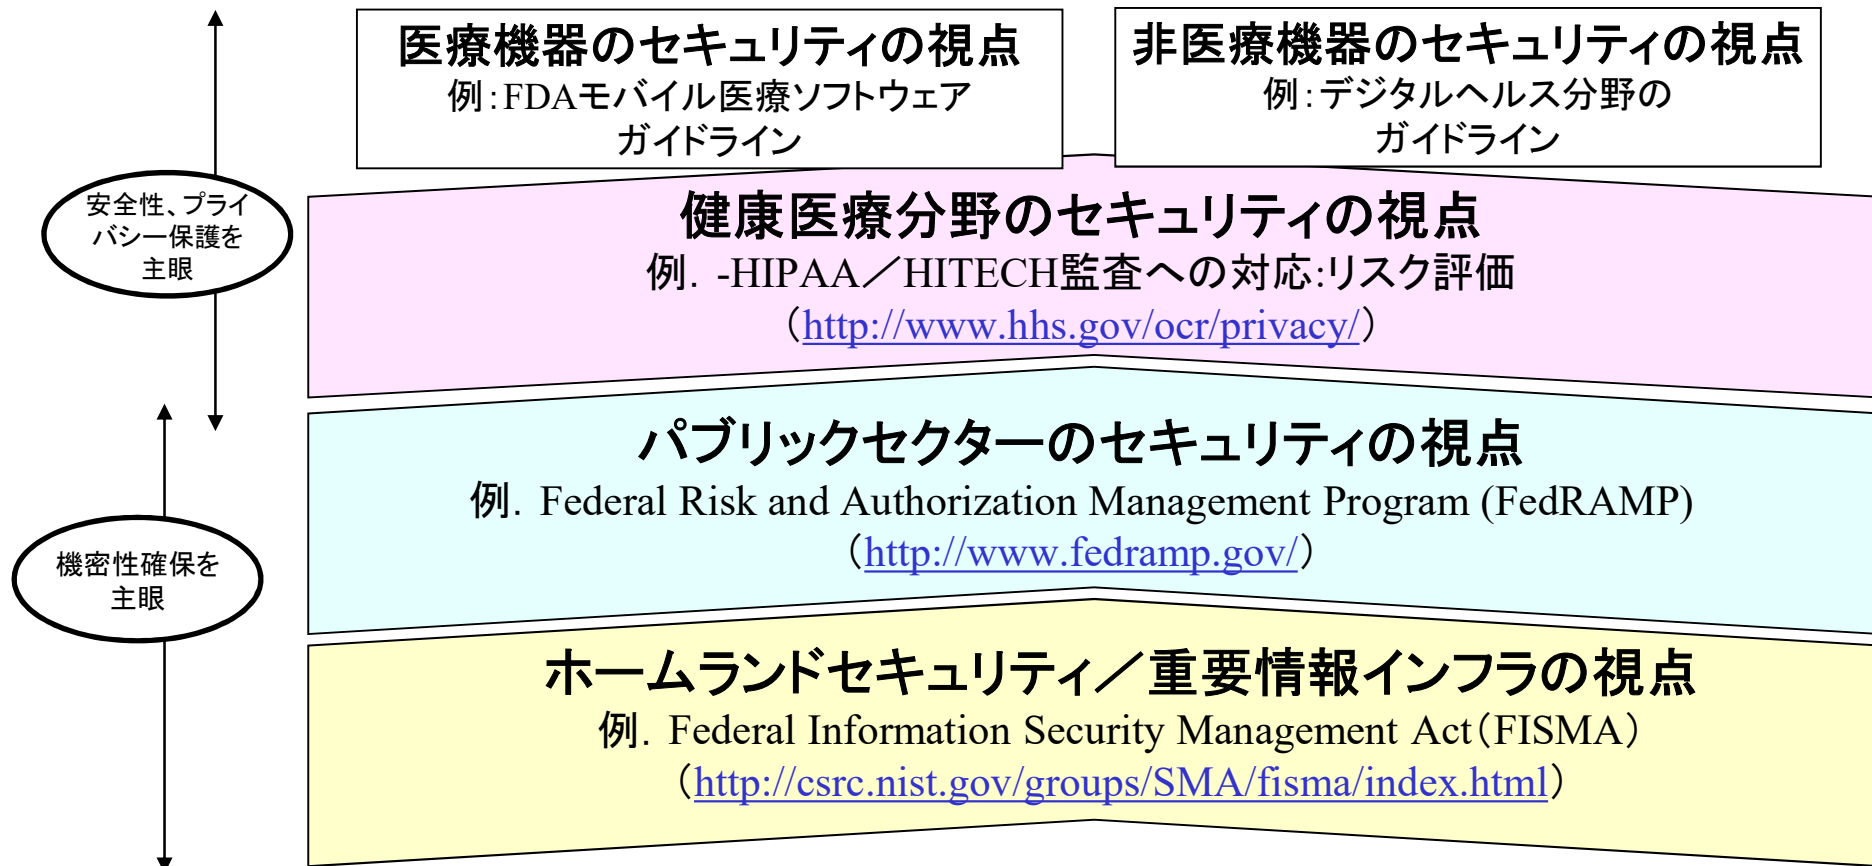 医療機器のセキュリティの視点
例:FDAモバイル医療ソフトウェア
ガイドライン
非医療機器のセキュリティの視点
例:デジタルヘルス分野の
ガイドライン
安全性、プライ
バシー保護を
主眼
健康医療分野のセキュリティの視点
例．-HIPAA／HITECH監査への対応:リスク評価
（http://www.hhs.gov/ocr/privacy/）
パブリックセクターのセキュリティの視点
例．Federal Risk and Authorization Management Program (FedRAMP)
（http://www.fedramp.gov/）
機密性確保を
主眼
ホームランドセキュリティ／重要情報インフラの視点
例．Federal Information Security Management Act（FISMA）
（http://csrc.nist.gov/groups/SMA/fisma/index.html）